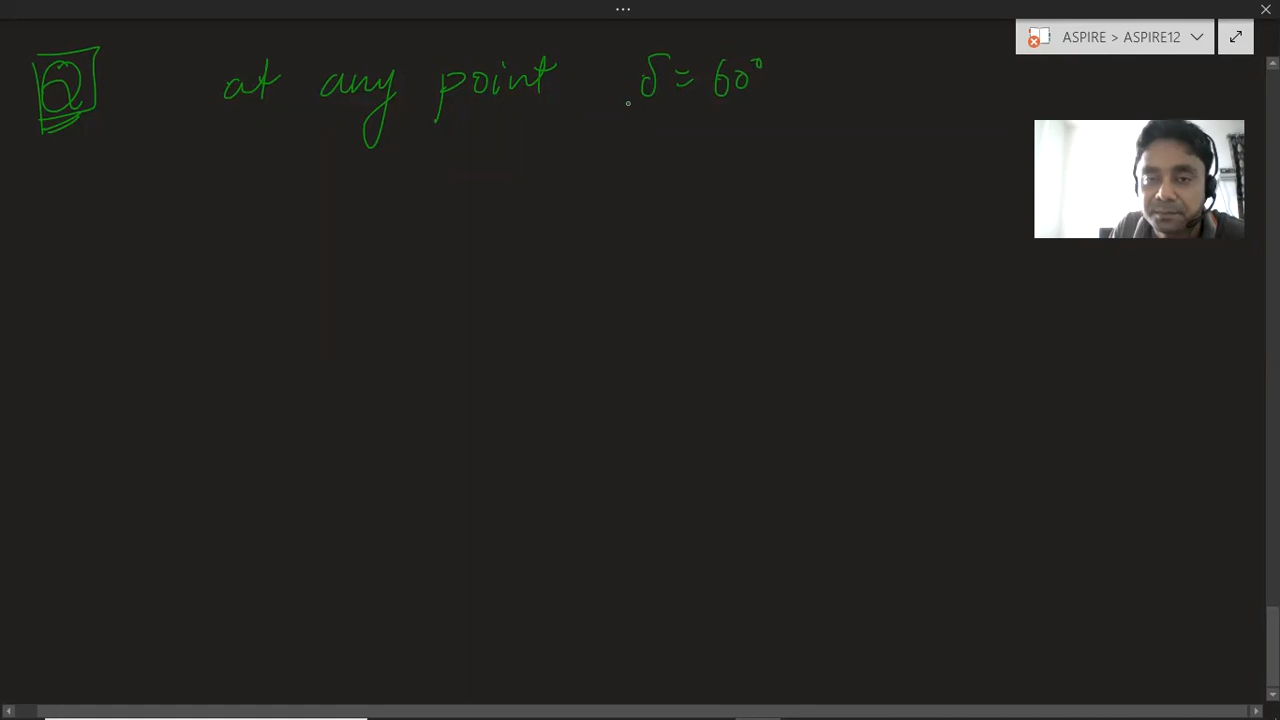 ASPIRE > ASPIRE12
Q at any point δ = 60°